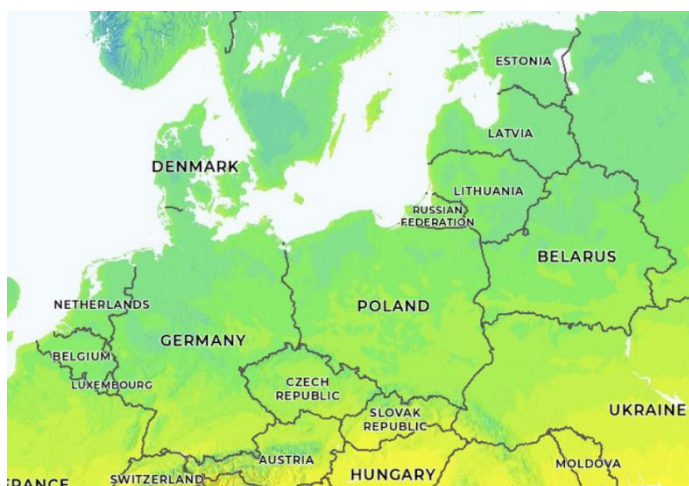 ESTONIA
LATVIA
DENMARK
LITHUANIA
RUSSIAN
FEDERATION
BELARUS
NETHERLANDS
POLAND
GERMANY
BELGIUM
LUXEMBOURG
CZECH
REPUBLIC
SLOVAK
REPUBLIC
UKRAINE
AUSTRIA
MOLDOVA
HUNGARY
SWITZERLAND
RANCE